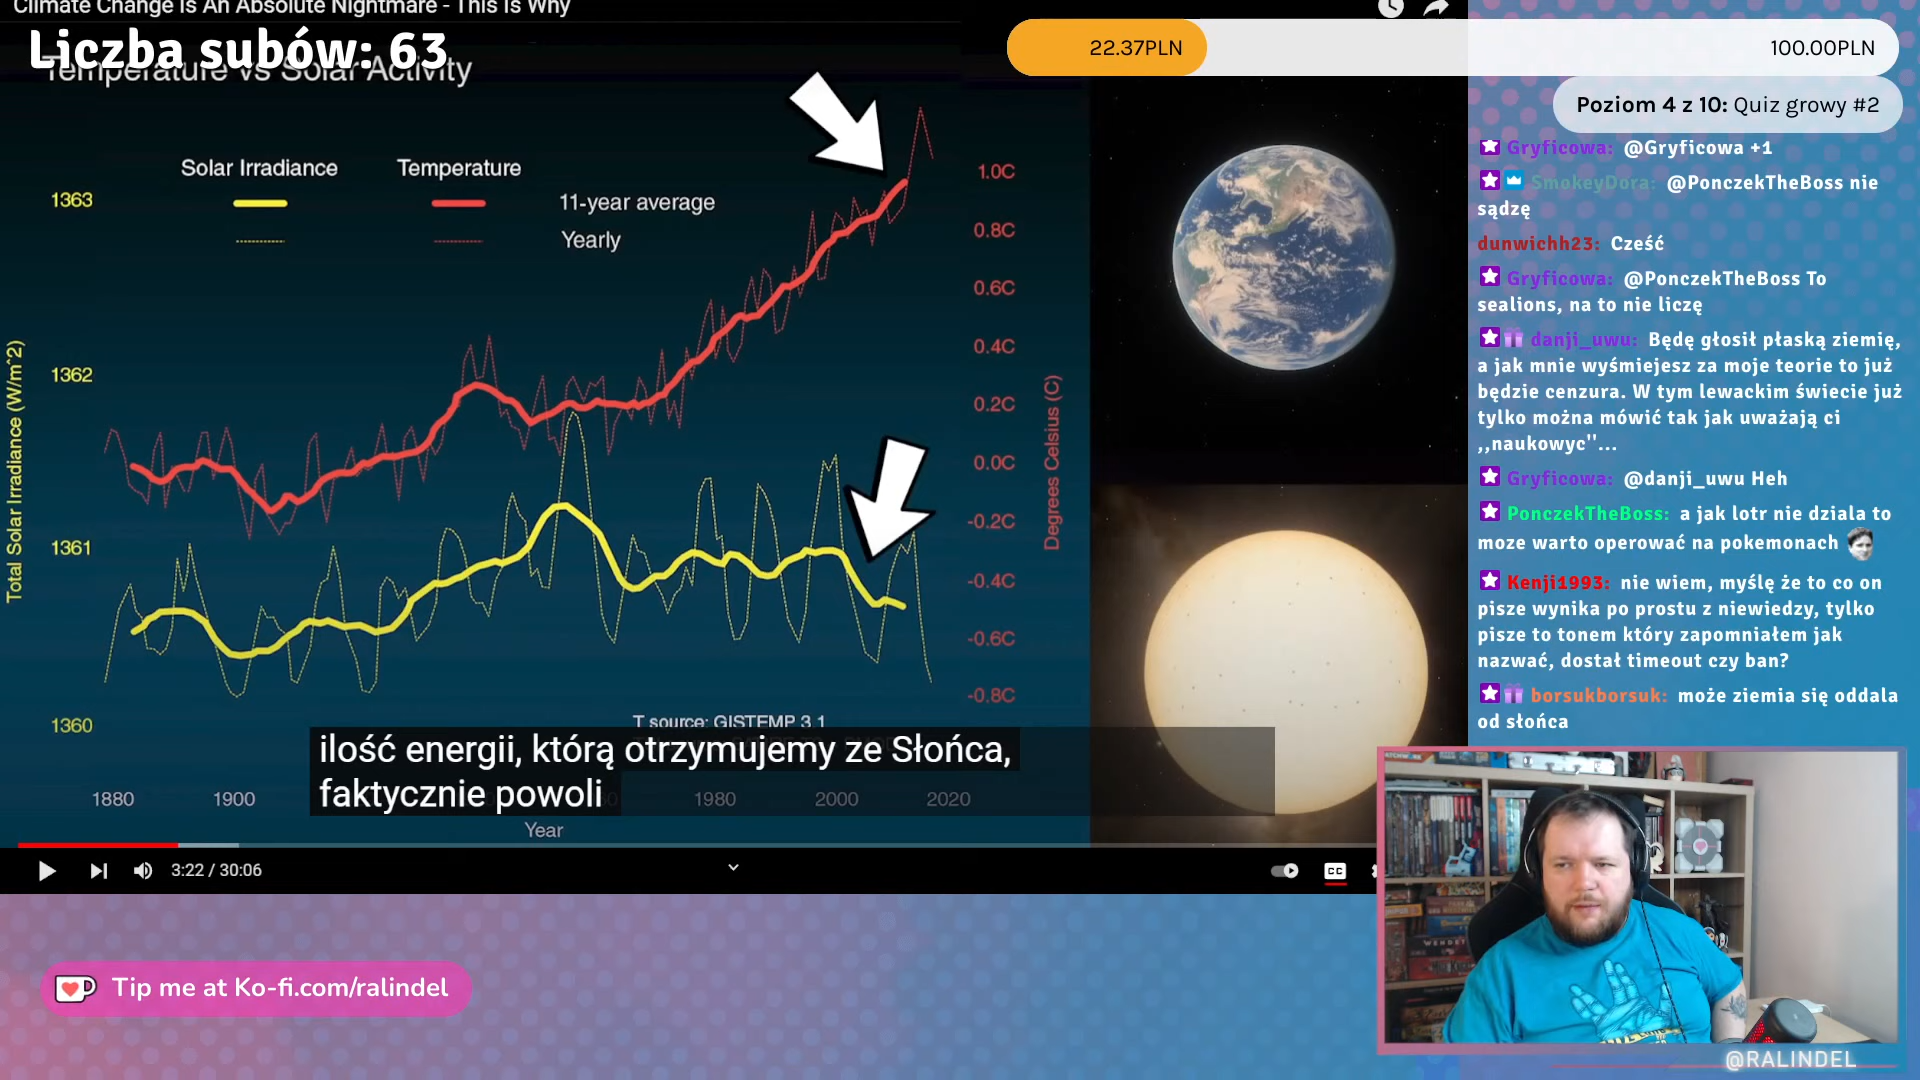 Climate Change Is An Absolute Nightmare - This Is Why
Liczba subów: 63
Temperature vs Solar Activity
Solar Irradiance
Temperature
11-year average
Yearly
1363
1362
1361
1360
Total Solar Irradiance (W/m^2)
1.0C
0.8C
0.6C
0.4C
0.2C
0.0C
-0.2C
-0.4C
-0.6C
-0.8C
Degrees Celsius (C)
T source: GISTEMP 3.1
ilość energii, którą otrzymujemy ze Słońca,
faktycznie powoli
1880
1900
1980
2000
2020
Year
3:22 / 30:06
CC
Tip me at Ko-fi.com/ralindel
22.37PLN
100.00PLN
Poziom 4 z 10: Quiz growy #2
Gryficowa: @Gryficowa +1
SmokeyDora: @PonczekTheBoss nie
sądzę
dunwichh23: Cześć
Gryficowa: @PonczekTheBoss To
sealions, na to nie liczę
danji_uwu: Będę głosił płaską ziemię,
a jak mnie wyśmiejesz za moje teorie to już
będzie cenzura. W tym lewackim świecie już
tylko można mówić tak jak uważają ci
,,naukowyc''...
Gryficowa: @danji_uwu Heh
PonczekTheBoss: a jak lotr nie dziala to
moze warto operować na pokemonach
Kenji1993: nie wiem, myślę że to co on
pisze wynika po prostu z niewiedzy, tylko
pisze to tonem który zapomniałem jak
nazwać, dostał timeout czy ban?
borsukborsuk: może ziemia się oddala
od słońca
@RALINDEL